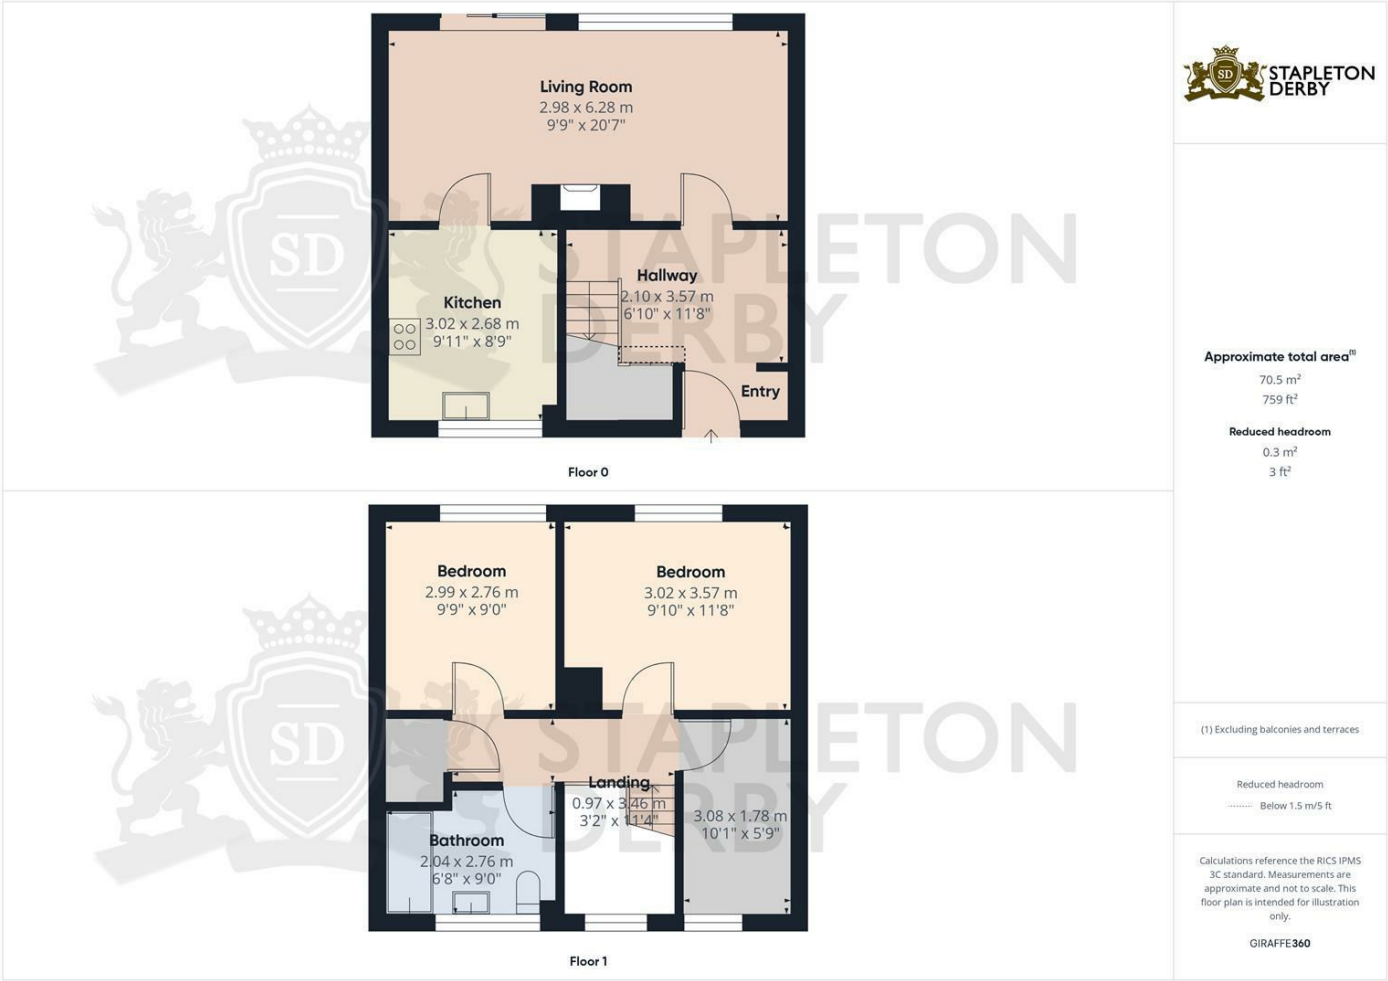 Living Room
2.98 x 6.28 m
9'9" x 20'7"
Kitchen
3.02 x 2.68 m
9'11" x 8'9"
Hallway
2.10 x 3.57 m
6'10" x 11'8"
Entry
Floor 0
Bedroom
2.99 x 2.76 m
9'9" x 9'0"
Bedroom
3.02 x 3.57 m
9'10" x 11'8"
Landing
0.97 x 3.46 m
3'2" x 11'4"
3.08 x 1.78 m
10'1" x 5'9"
Bathroom
2.04 x 2.76 m
6'8" x 9'0"
Floor 1
SD
STAPLETON
DERBY
SD
STAPLETON
DERBY
SD
STAPLETON
DERBY
Approximate total area⁽¹⁾
70.5 m²
759 ft²
Reduced headroom
0.3 m²
3 ft²
(1) Excluding balconies and terraces
Reduced headroom
Below 1.5 m/5 ft
Calculations reference the RICS IPMS
3C standard. Measurements are
approximate and not to scale. This
floor plan is intended for illustration
only.
GIRAFFE360